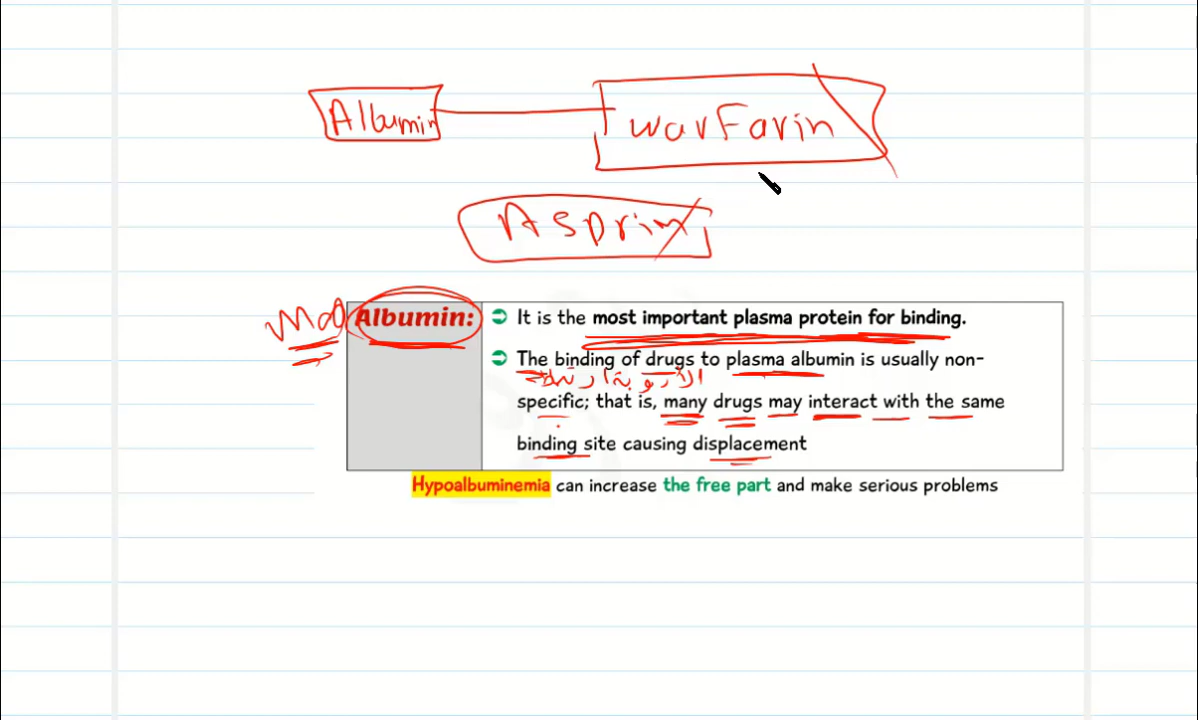 Albumin
warFarin
Asprin
Albumin:
It is the most important plasma protein for binding.
The binding of drugs to plasma albumin is usually non-
specific; that is, many drugs may interact with the same
binding site causing displacement
Hypoalbuminemia can increase the free part and make serious problems